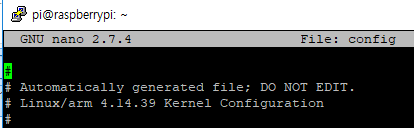 pi@raspberrypi: ~
GNU nano 2.7.4 File: config
#
# Automatically generated file; DO NOT EDIT.
# Linux/arm 4.14.39 Kernel Configuration
#